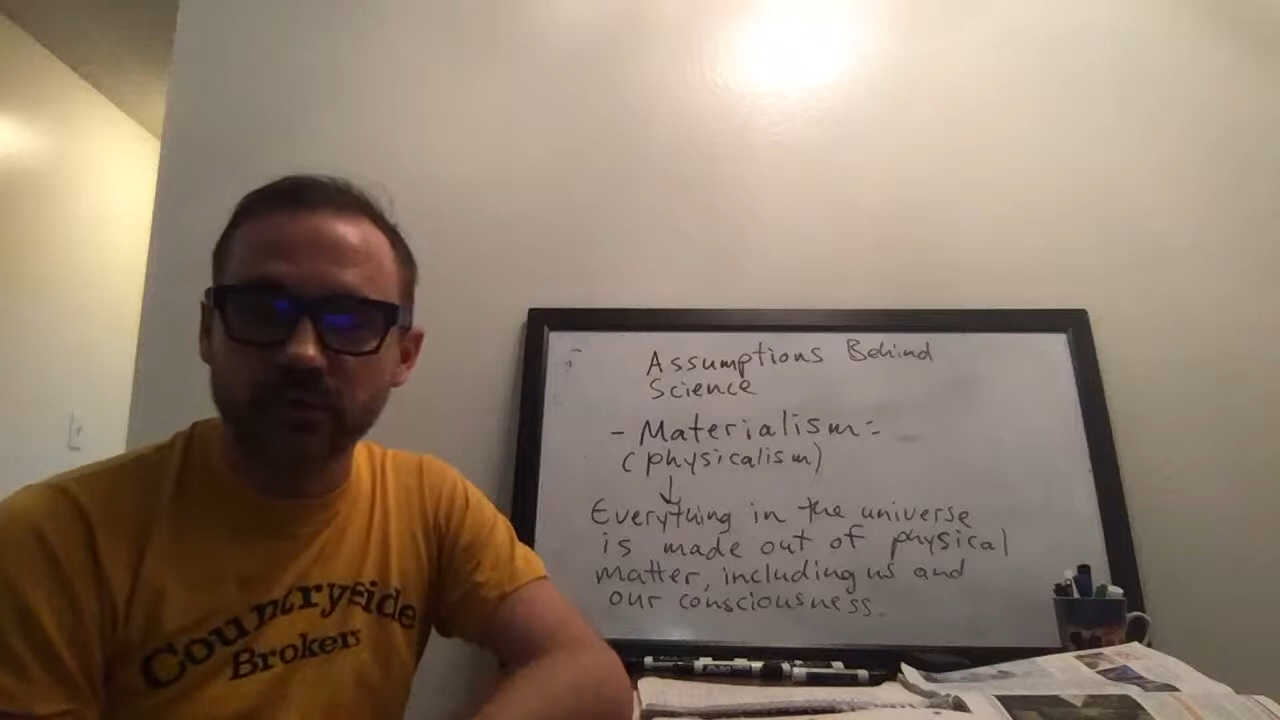 Assumptions Behind
Science
- Materialism =
(physicalism)
Everything in the universe
is made out of physical
matter, including us and
our consciousness.
Countryside
Brokers